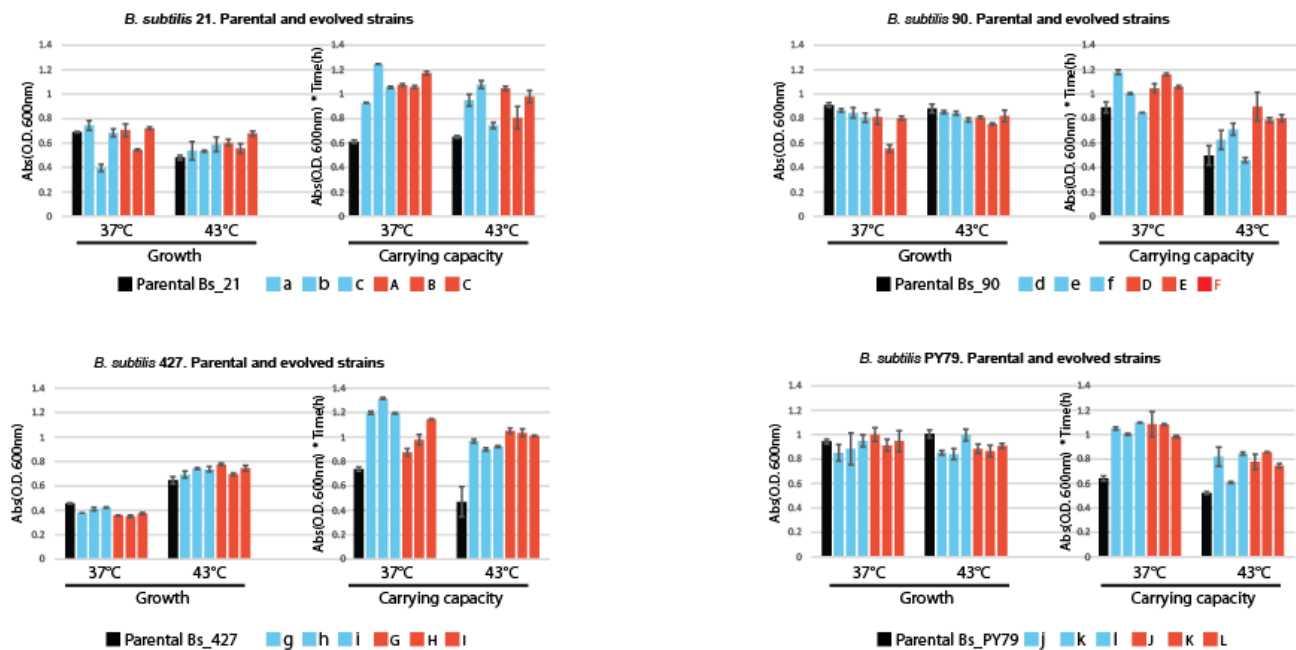 B. subtilis 21. Parental and evolved strains
Abs(O.D. 600nm)
1.4
1.2
1
0.8
0.6
0.4
0.2
0
37°C
43°C
Growth
Abs(O.D. 600nm) * Time(h)
1.4
1.2
1
0.8
0.6
0.4
0.2
0
37°C
43°C
Carrying capacity
Parental Bs_21 a b c A B C
B. subtilis 90. Parental and evolved strains
Abs(O.D. 600nm)
1.4
1.2
1
0.8
0.6
0.4
0.2
0
37°C
43°C
Growth
Abs(O.D. 600nm) * Time(h)
1.4
1.2
1
0.8
0.6
0.4
0.2
0
37°C
43°C
Carrying capacity
Parental Bs_90 d e f D E F
B. subtilis 427. Parental and evolved strains
Abs(O.D. 600nm)
1.4
1.2
1
0.8
0.6
0.4
0.2
0
37°C
43°C
Growth
Abs(O.D. 600nm) * Time(h)
1.4
1.2
1
0.8
0.6
0.4
0.2
0
37°C
43°C
Carrying capacity
Parental Bs_427 g h i G H I
B. subtilis PY79. Parental and evolved strains
Abs(O.D. 600nm)
1.4
1.2
1
0.8
0.6
0.4
0.2
0
37°C
43°C
Growth
Abs(O.D. 600nm) * Time(h)
1.4
1.2
1
0.8
0.6
0.4
0.2
0
37°C
43°C
Carrying capacity
Parental Bs_PY79 j k l J K L